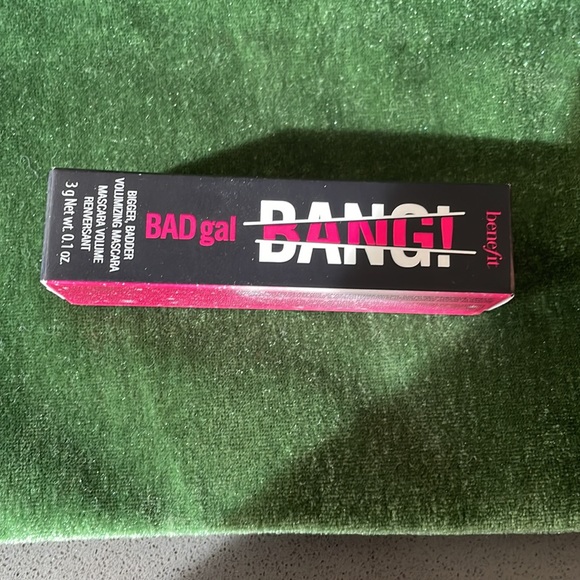 BIGGER, BADDER
VOLUMIZING MASCARA
MASCARA VOLUME
RENVERSANT
3 g Net wt. 0.1 oz.
BAD gal
BANG!
benefit